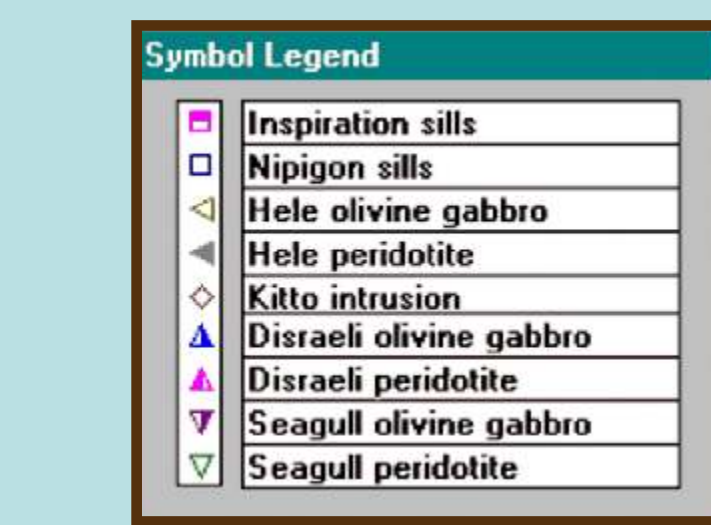 Symbol Legend
Inspiration sills
Nipigon sills
Hele olivine gabbro
Hele peridotite
Kitto intrusion
Disraeli olivine gabbro
Disraeli peridotite
Seagull olivine gabbro
Seagull peridotite